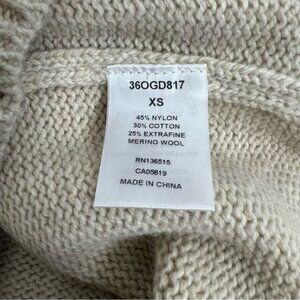 36OGD817
XS
45% NYLON
30% COTTON
25% EXTRAFINE
MERINO WOOL
RN136515
CA05819
MADE IN CHINA